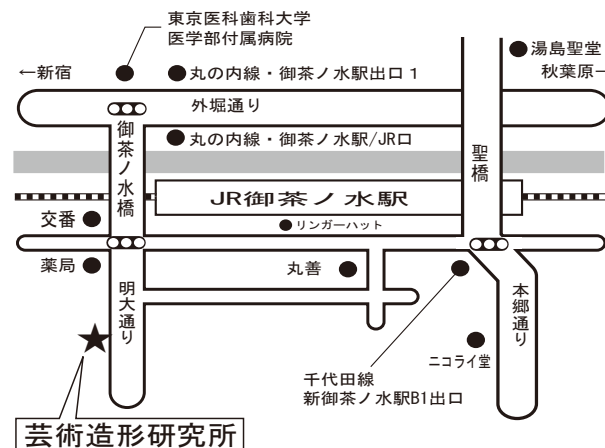 東京医科歯科大学
医学部付属病院
湯島聖堂
←新宿
丸の内線・御茶ノ水駅出口 1
秋葉原→
外堀通り
御茶ノ水橋
丸の内線・御茶ノ水駅/JR口
聖橋
JR御茶ノ水駅
交番
リンガーハット
薬局
丸善
明大通り
本郷通り
ニコライ堂
千代田線
新御茶ノ水駅B1出口
芸術造形研究所